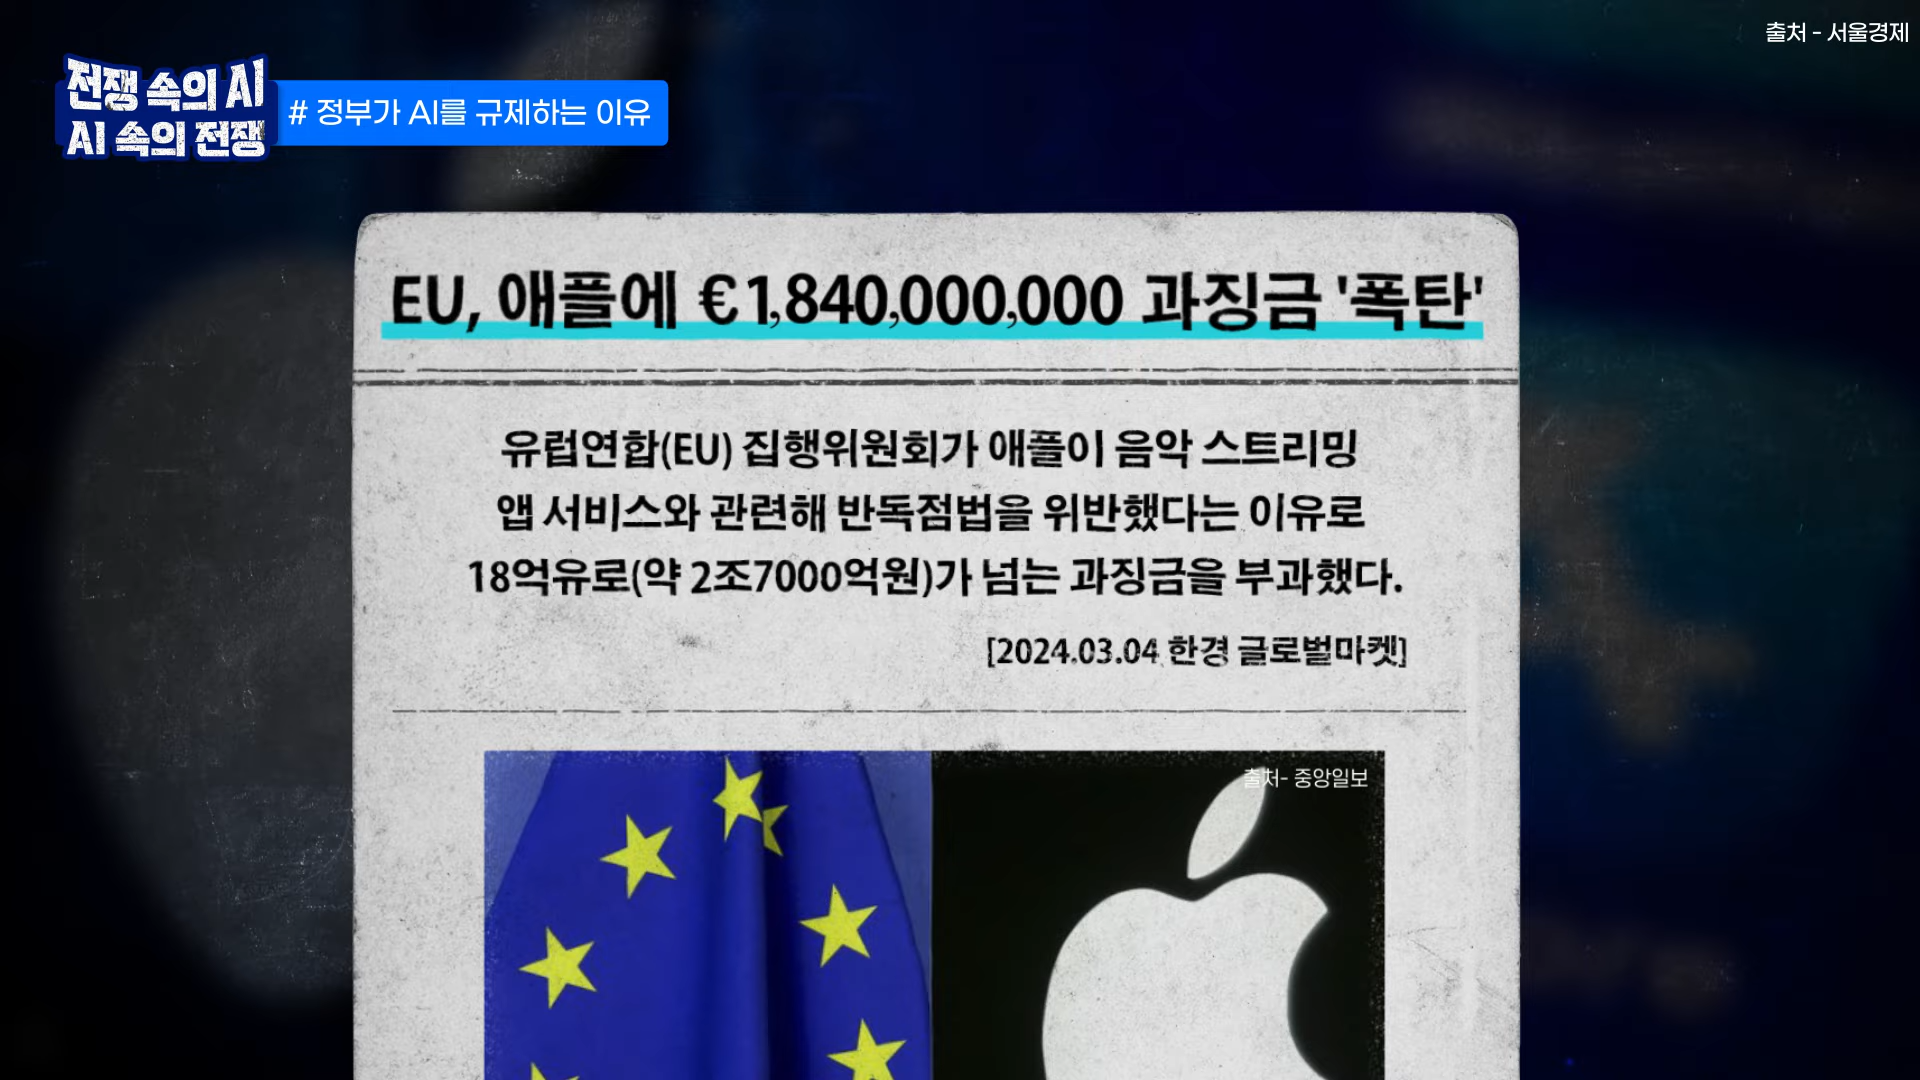 출처 - 서울경제
전쟁 속의 AI
AI 속의 전쟁
# 정부가 AI를 규제하는 이유
EU, 애플에 €1,840,000,000 과징금 '폭탄'
유럽연합(EU) 집행위원회가 애플이 음악 스트리밍
앱 서비스와 관련해 반독점법을 위반했다는 이유로
18억유로(약 2조7000억원)가 넘는 과징금을 부과했다.
[2024.03.04 한경 글로벌마켓]
출처- 중앙일보